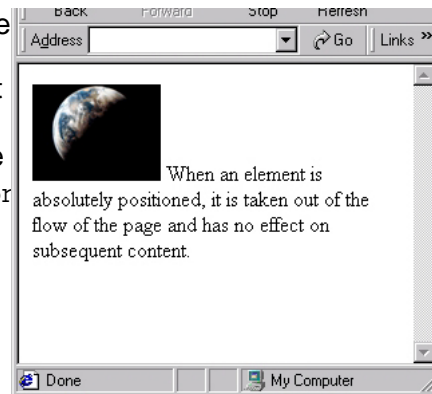 Back Forward Stop Refresh
Address Go Links »
When an element is
absolutely positioned, it is taken out of the
flow of the page and has no effect on
subsequent content.
Done My Computer